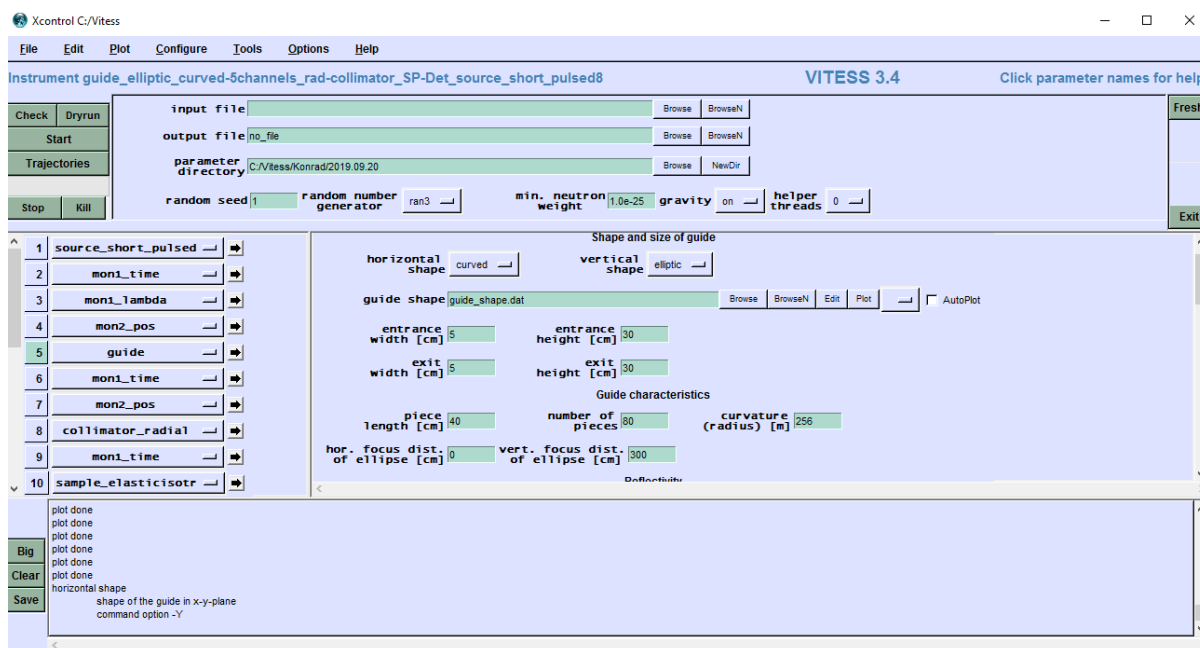 Xcontrol C:/Vitess
File Edit Plot Configure Tools Options Help
Instrument guide_elliptic_curved-5channels_rad-collimator_SP-Det_source_short_pulsed8 VITESS 3.4 Click parameter names for help
Check Dryrun
Start
Trajectories
Stop Kill
input file Browse BrowseN
output file no_file Browse BrowseN
parameter directory C:/Vitess/Konrad/2019.09.20 Browse NewDir
random seed 1 random number generator ran3 min. neutron weight 1.0e-25 gravity on helper threads 0
Fresh
Exit
1 source_short_pulsed
2 mon1_time
3 mon1_lambda
4 mon2_pos
5 guide
6 mon1_time
7 mon2_pos
8 collimator_radial
9 mon1_time
10 sample_elasticisotr
Shape and size of guide
horizontal shape curved vertical shape elliptic
guide shape guide_shape.dat Browse BrowseN Edit Plot AutoPlot
entrance width [cm] 5 entrance height [cm] 30
exit width [cm] 5 exit height [cm] 30
Guide characteristics
piece length [cm] 40 number of pieces 80 curvature (radius) [m] 256
hor. focus dist. of ellipse [cm] 0 vert. focus dist. of ellipse [cm] 300
Reflectivity
Big
Clear
Save
plot done
plot done
plot done
plot done
plot done
plot done
horizontal shape
shape of the guide in x-y-plane
command option -Y